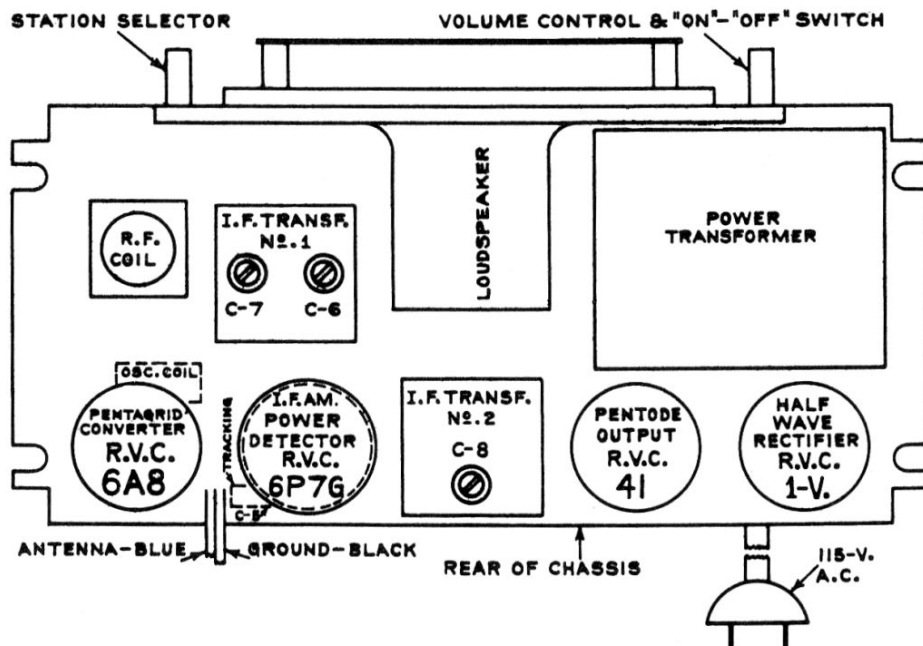 STATION SELECTOR
VOLUME CONTROL & "ON"-"OFF" SWITCH
R.F.
COIL
I.F. TRANSF.
Nº.1
C-7 C-6
LOUDSPEAKER
POWER
TRANSFORMER
OSC. COIL
PENTAGRID
CONVERTER
R.V.C.
6A8
TRACKING
C-5
I.F. AM.
POWER
DETECTOR
R.V.C.
6P7G
I.F. TRANSF.
Nº.2
C-8
PENTODE
OUTPUT
R.V.C.
41
HALF
WAVE
RECTIFIER
R.V.C.
1-V.
ANTENNA-BLUE
GROUND-BLACK
REAR OF CHASSIS
115-V.
A.C.